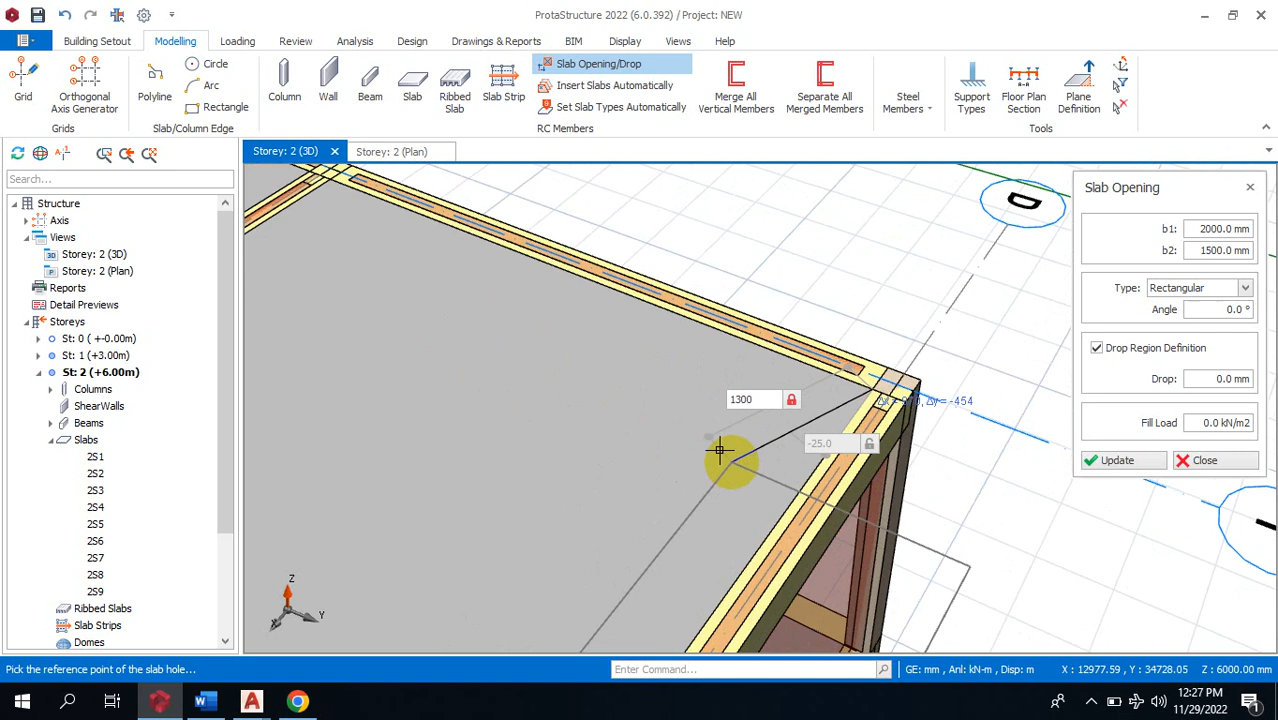 ProtaStructure 2022 (6.0.392) / Project: NEW
Building Setout Modelling Loading Review Analysis Design Drawings & Reports BIM Display Views Help
Grid
Orthogonal Axis Generator
Grids
Polyline
Circle
Arc
Rectangle
Slab/Column Edge
Column
Wall
Beam
Slab
Ribbed Slab
Slab Strip
Slab Opening/Drop
Insert Slabs Automatically
Set Slab Types Automatically
RC Members
Merge All Vertical Members
Separate All Merged Members
Steel Members
Support Types
Floor Plan Section
Plane Definition
Tools
Search...
Structure
Axis
Views
Storey: 2 (3D)
Storey: 2 (Plan)
Reports
Detail Previews
Storeys
St: 0 ( +-0.00m)
St: 1 (+3.00m)
St: 2 (+6.00m)
Columns
ShearWalls
Beams
Slabs
2S1
2S2
2S3
2S4
2S5
2S6
2S7
2S8
2S9
Ribbed Slabs
Slab Strips
Domes
Storey: 2 (3D)
Storey: 2 (Plan)
D
1300
-25.0
Z
Y
X
Slab Opening
b1: 2000.0 mm
b2: 1500.0 mm
Type: Rectangular
Angle 0.0 °
Drop Region Definition
Drop: 0.0 mm
Fill Load 0.0 kN/m2
Update Close
Pick the reference point of the slab hole...
Enter Command...
GE: mm , Anl: kN-m , Disp: m
X : 12977.59 , Y : 34728.05 Z : 6000.00 mm
12:27 PM
11/29/2022